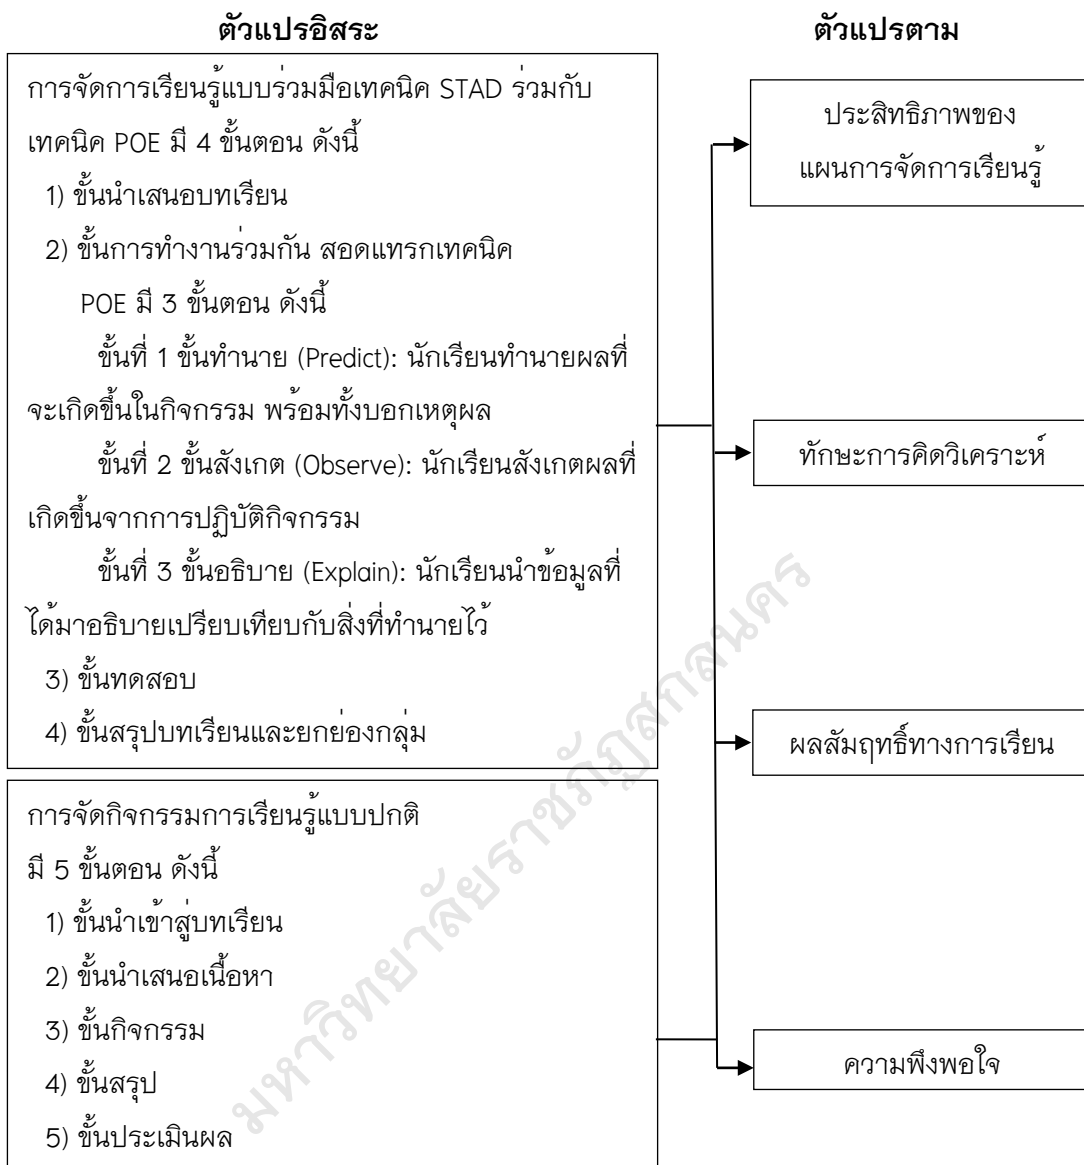 ตัวแปรอิสระ
ตัวแปรตาม
การจัดการเรียนรู้แบบร่วมมือเทคนิค STAD ร่วมกับ
เทคนิค POE มี 4 ขั้นตอน ดังนี้
1) ขั้นนำเสนอบทเรียน
2) ขั้นการทำงานร่วมกัน สอดแทรกเทคนิค
POE มี 3 ขั้นตอน ดังนี้
ขั้นที่ 1 ขั้นทำนาย (Predict): นักเรียนทำนายผลที่
จะเกิดขึ้นในกิจกรรม พร้อมทั้งบอกเหตุผล
ขั้นที่ 2 ขั้นสังเกต (Observe): นักเรียนสังเกตผลที่
เกิดขึ้นจากการปฏิบัติกิจกรรม
ขั้นที่ 3 ขั้นอธิบาย (Explain): นักเรียนนำข้อมูลที่
ได้มาอธิบายเปรียบเทียบกับสิ่งที่ทำนายไว้
3) ขั้นทดสอบ
4) ขั้นสรุปบทเรียนและยกย่องกลุ่ม
การจัดกิจกรรมการเรียนรู้แบบปกติ
มี 5 ขั้นตอน ดังนี้
1) ขั้นนำเข้าสู่บทเรียน
2) ขั้นนำเสนอเนื้อหา
3) ขั้นกิจกรรม
4) ขั้นสรุป
5) ขั้นประเมินผล
ประสิทธิภาพของ
แผนการจัดการเรียนรู้
ทักษะการคิดวิเคราะห์
ผลสัมฤทธิ์ทางการเรียน
ความพึงพอใจ
มหาวิทยาลัยราชภัฏสกลนคร